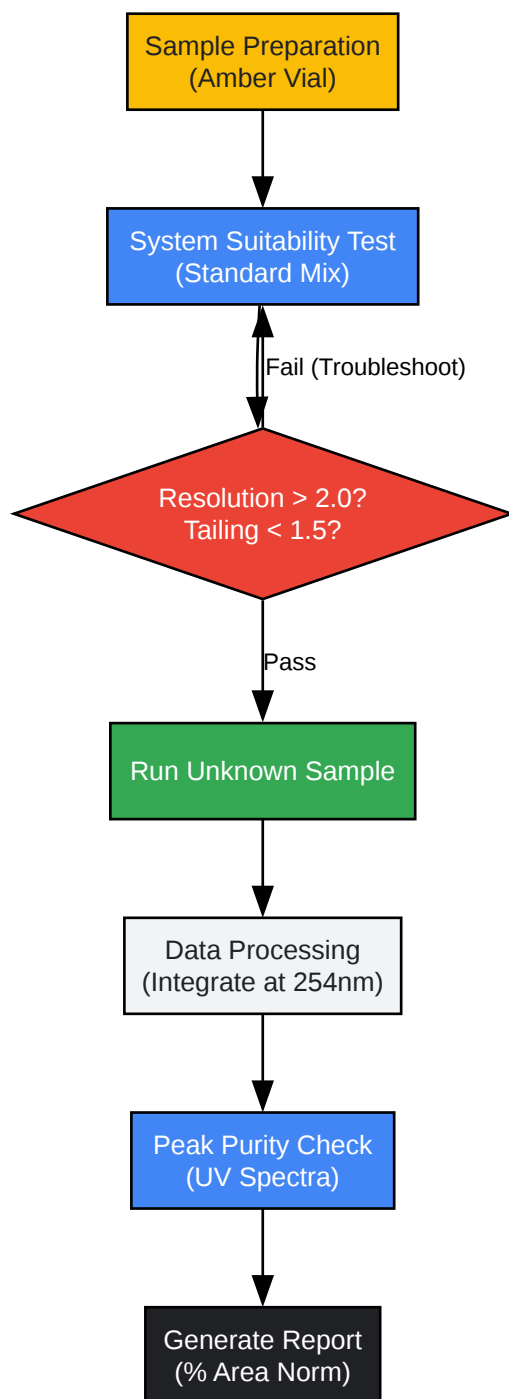 Sample Preparation
(Amber Vial)
System Suitability Test
(Standard Mix)
Fail (Troubleshoot)
Resolution > 2.0?
Tailing < 1.5?
Pass
Run Unknown Sample
Data Processing
(Integrate at 254nm)
Peak Purity Check
(UV Spectra)
Generate Report
(% Area Norm)